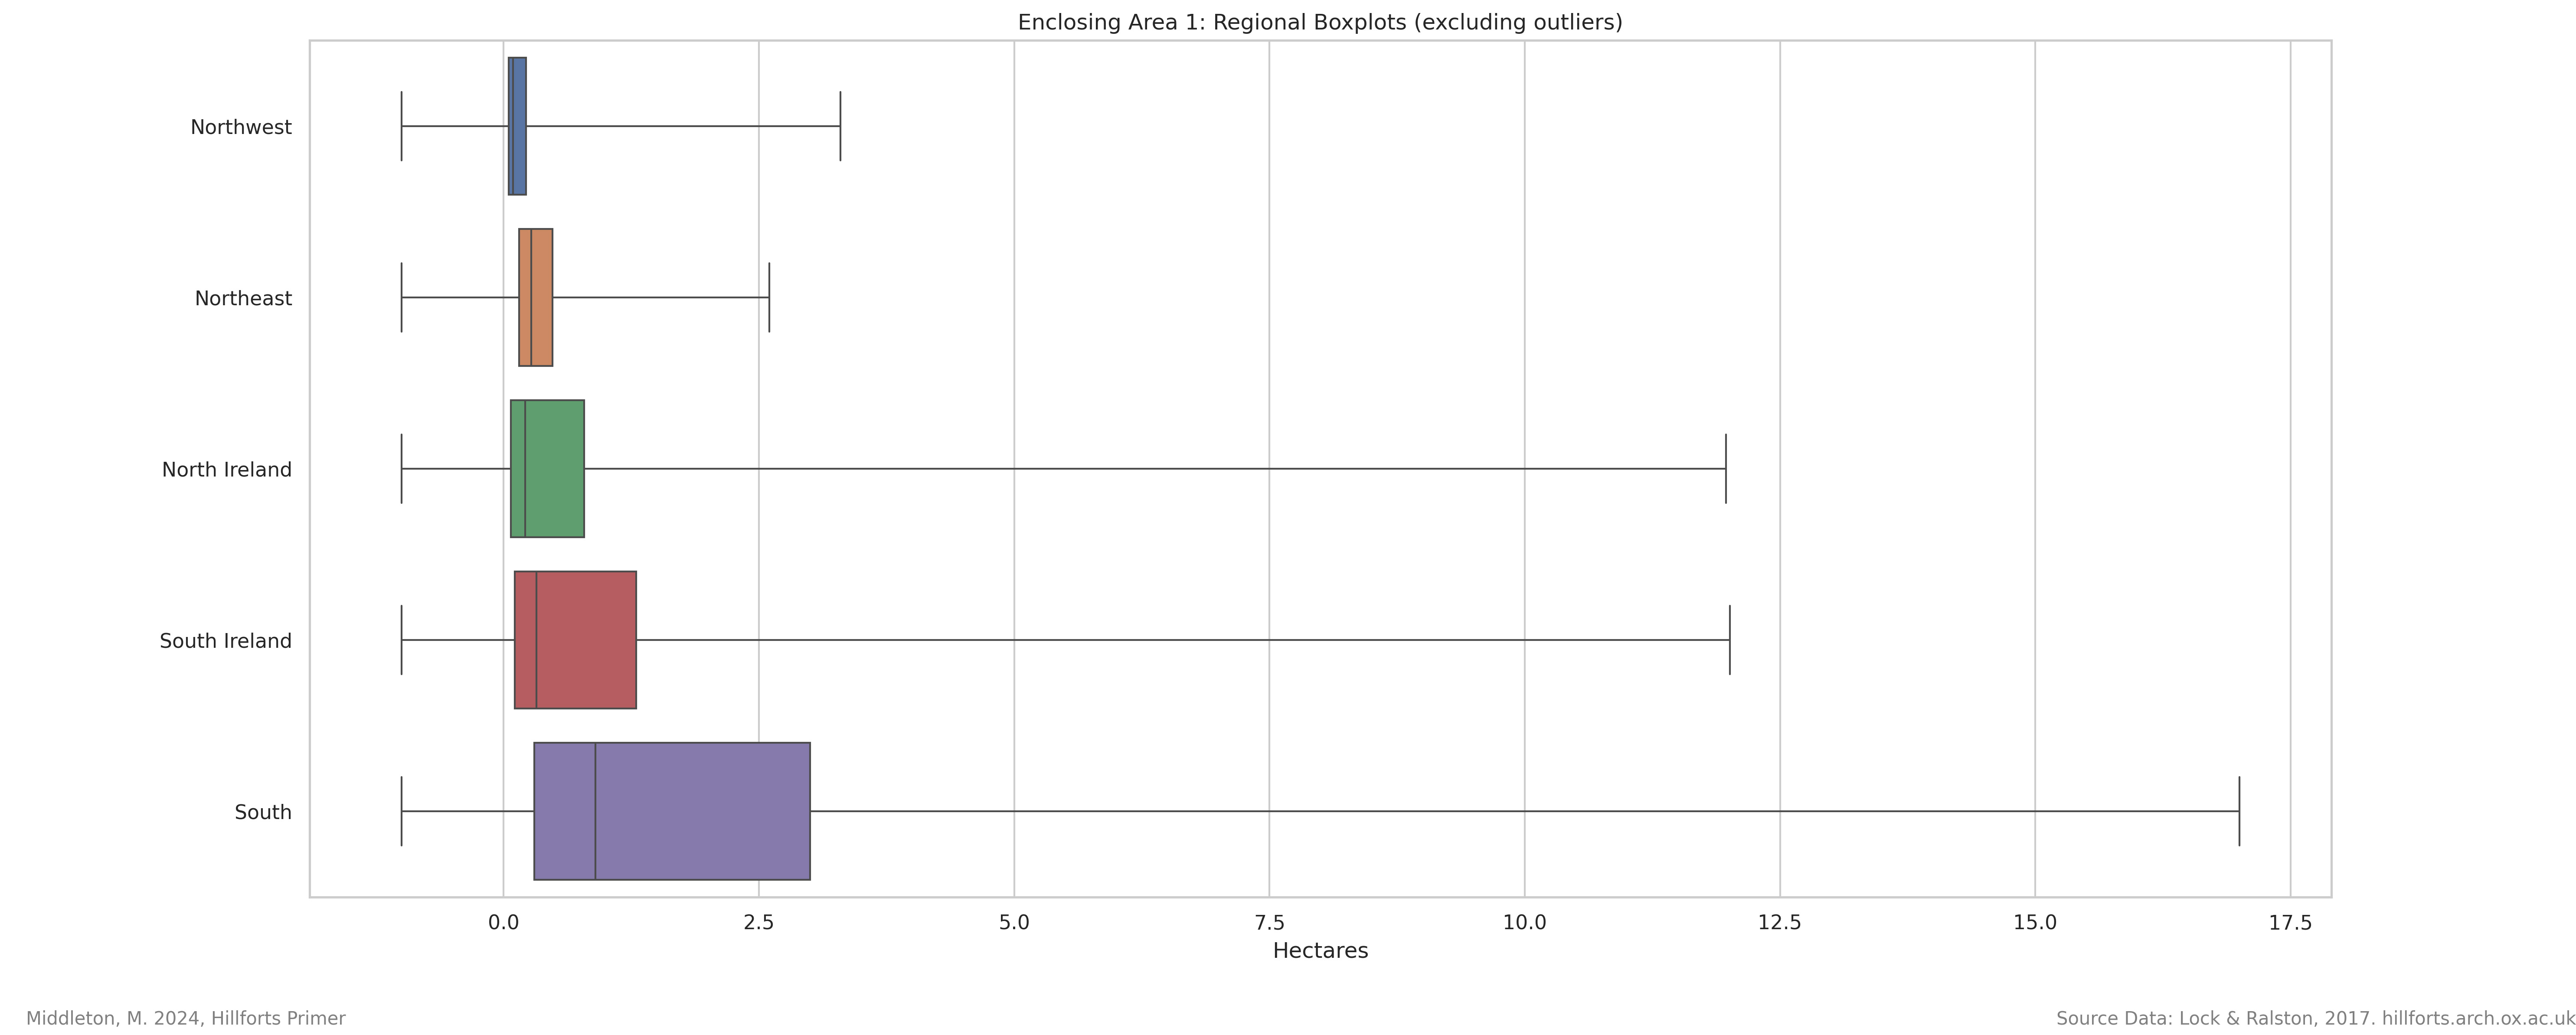 Enclosing Area 1: Regional Boxplots (excluding outliers)
Northwest
Northeast
North Ireland
South Ireland
South
0.0 2.5 5.0 7.5 10.0 12.5 15.0 17.5
Hectares
Middleton, M. 2024, Hillforts Primer
Source Data: Lock & Ralston, 2017. hillforts.arch.ox.ac.uk